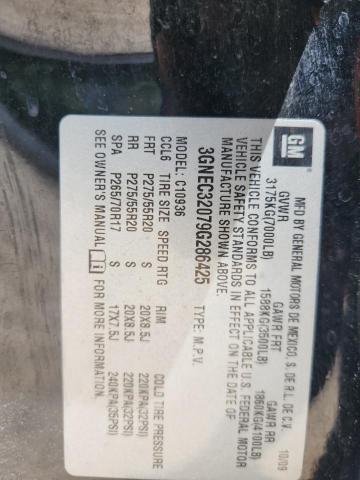 GM
MFD BY GENERAL MOTORS DE MEXICO, S. DE R.L. DE C.V.
10/09
GVWR GAWR FRT GAWR RR
3175KG(7000LB) 1588KG(3500LB) 1860KG(4100LB)
THIS VEHICLE CONFORMS TO ALL APPLICABLE U.S. FEDERAL MOTOR
VEHICLE SAFETY STANDARDS IN EFFECT ON THE DATE OF
MANUFACTURE SHOWN ABOVE.
3GNEC32079G286425 TYPE: M.P.V.
MODEL: C10936
CCL6 TIRE SIZE SPEED RTG RIM COLD TIRE PRESSURE
FRT P275/55R20 S 20X8.5J 220KPA(32PSI)
RR P275/55R20 S 20X8.5J 220KPA(32PSI)
SPA P265/70R17 S 17X7.5J 240KPA(35PSI)
SEE OWNER'S MANUAL FOR MORE INFORMATION.